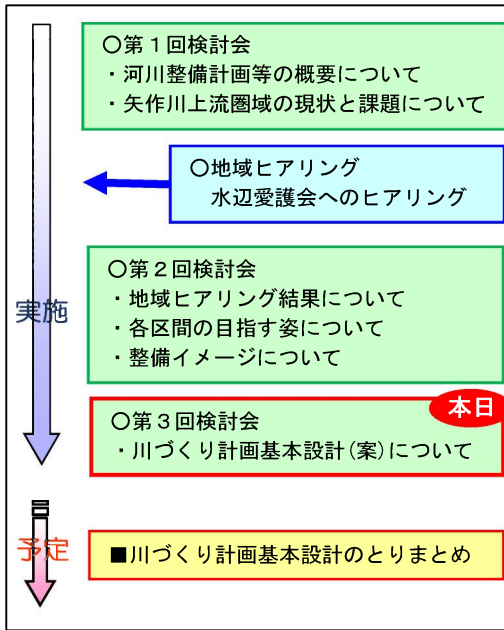 〇第１回検討会
・河川整備計画等の概要について
・矢作川上流圏域の現状と課題について
〇地域ヒアリング
水辺愛護会へのヒアリング
〇第２回検討会
・地域ヒアリング結果について
・各区間の目指す姿について
・整備イメージについて
実施
本日
〇第３回検討会
・川づくり計画基本設計(案)について
予定
■川づくり計画基本設計のとりまとめ